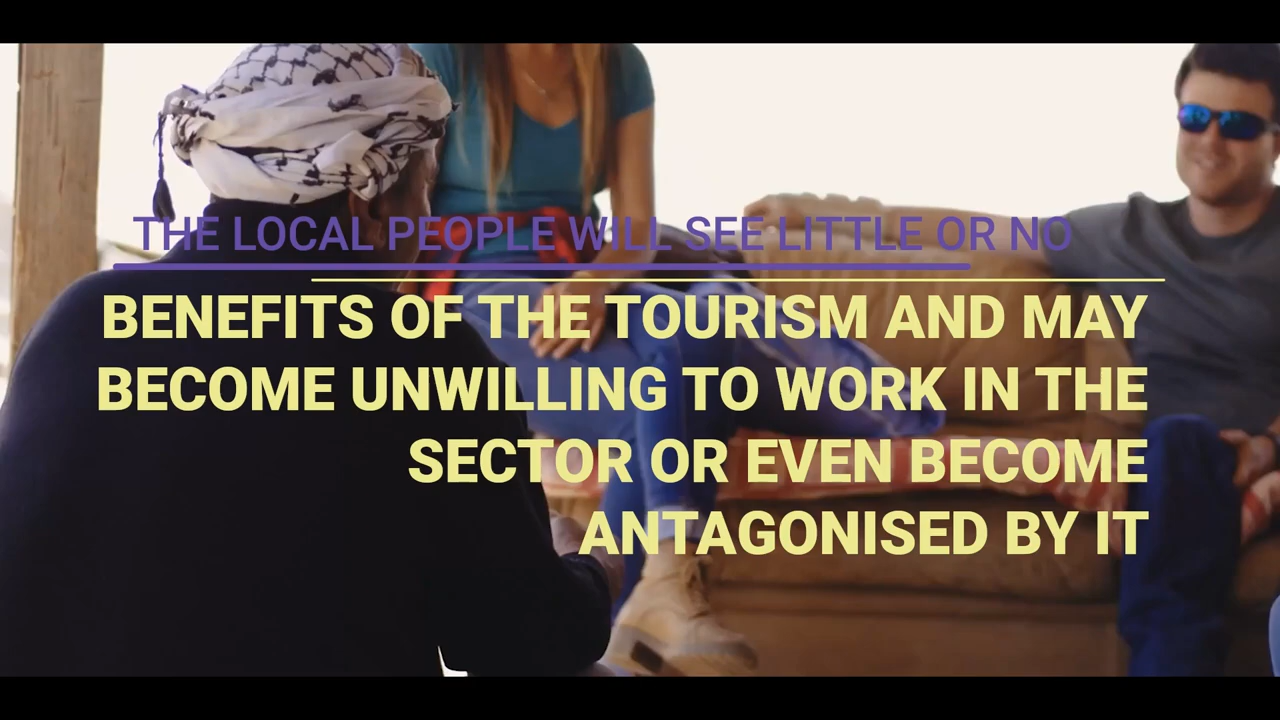 THE LOCAL PEOPLE WILL SEE LITTLE OR NO
BENEFITS OF THE TOURISM AND MAY
BECOME UNWILLING TO WORK IN THE
SECTOR OR EVEN BECOME
ANTAGONISED BY IT